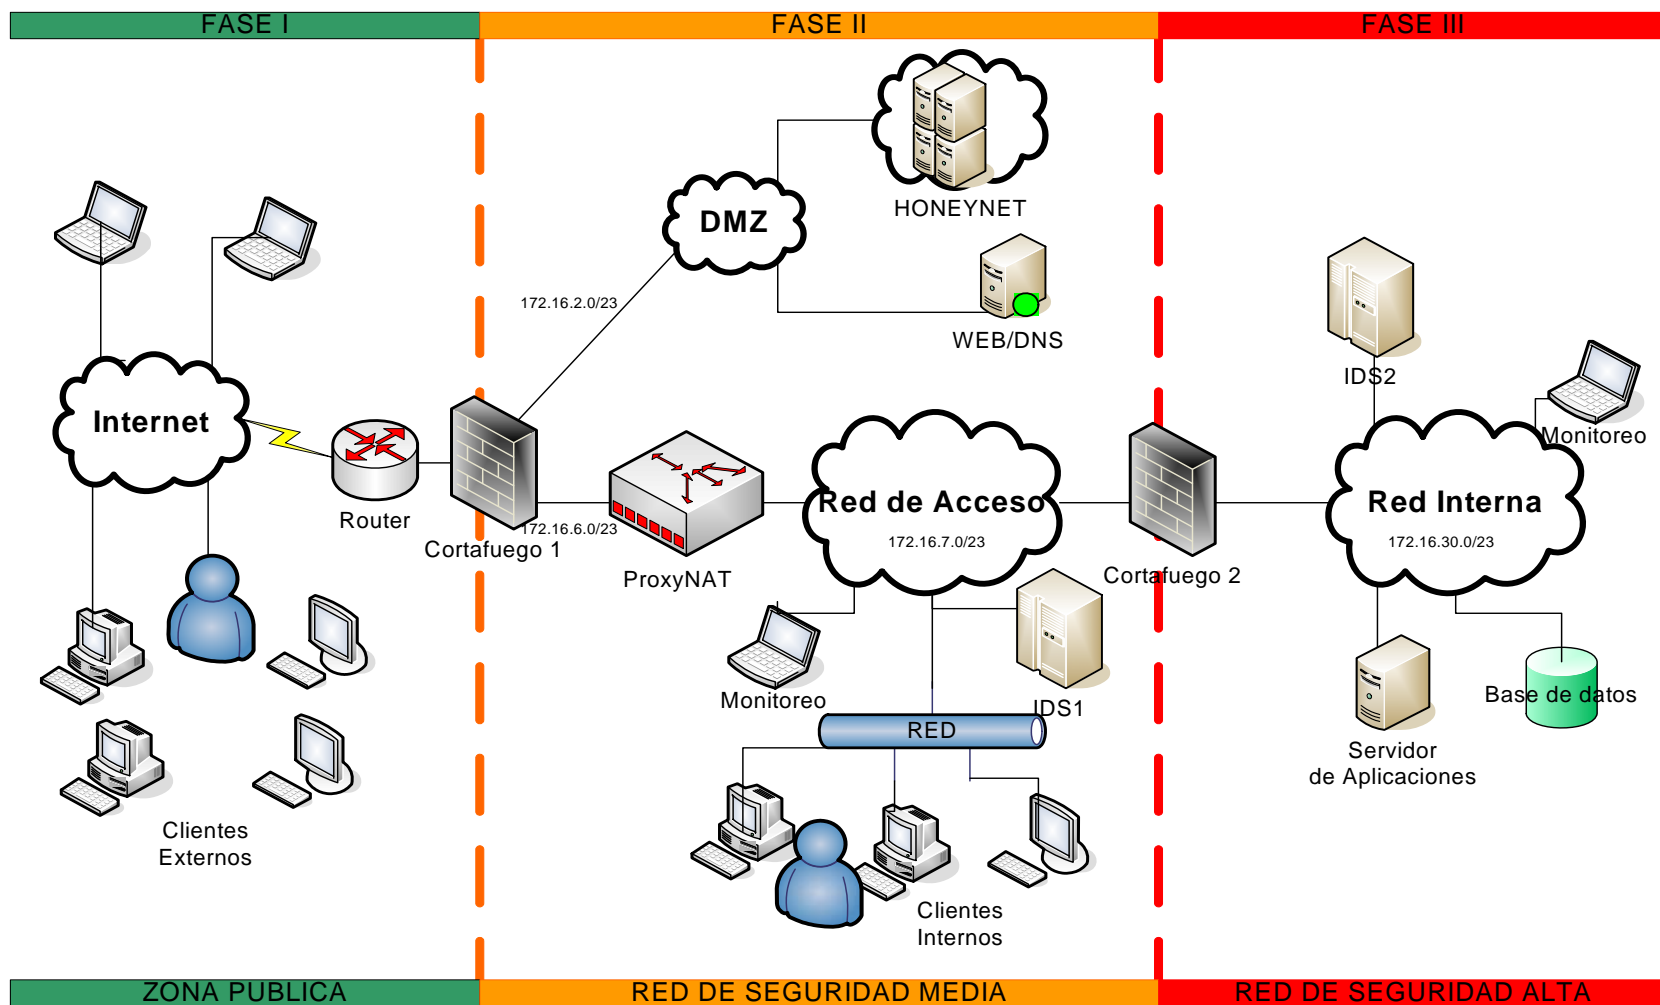 FASE I
FASE II
FASE III
HONEYNET
DMZ
172.16.2.0/23
WEB/DNS
IDS2
Internet
Monitoreo
Router
Cortafuego 1
172.16.6.0/23
ProxyNAT
Red de Acceso
172.16.7.0/23
Cortafuego 2
Red Interna
172.16.30.0/23
Monitoreo
IDS1
RED
Base de datos
Servidor
de Aplicaciones
Clientes
Externos
Clientes
Internos
ZONA PUBLICA
RED DE SEGURIDAD MEDIA
RED DE SEGURIDAD ALTA